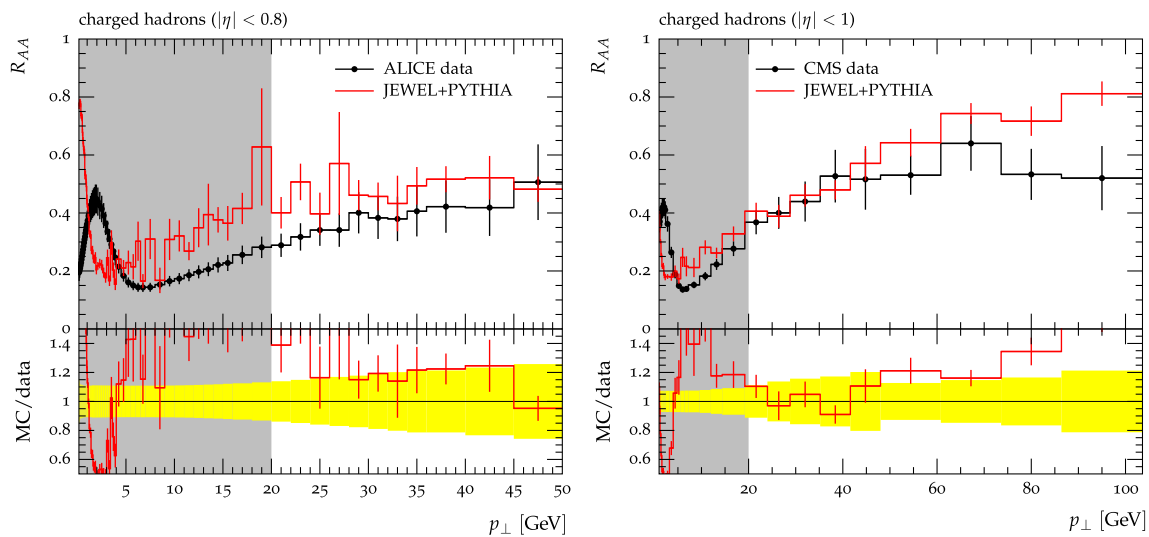 charged hadrons (|η| < 0.8)
R_AA
1
0.8
0.6
0.4
0.2
0
ALICE data
JEWEL+PYTHIA
MC/data
1.4
1.2
1
0.8
0.6
5 10 15 20 25 30 35 40 45 50
p⊥ [GeV]
charged hadrons (|η| < 1)
R_AA
1
0.8
0.6
0.4
0.2
0
CMS data
JEWEL+PYTHIA
MC/data
1.4
1.2
1
0.8
0.6
20 40 60 80 100
p⊥ [GeV]